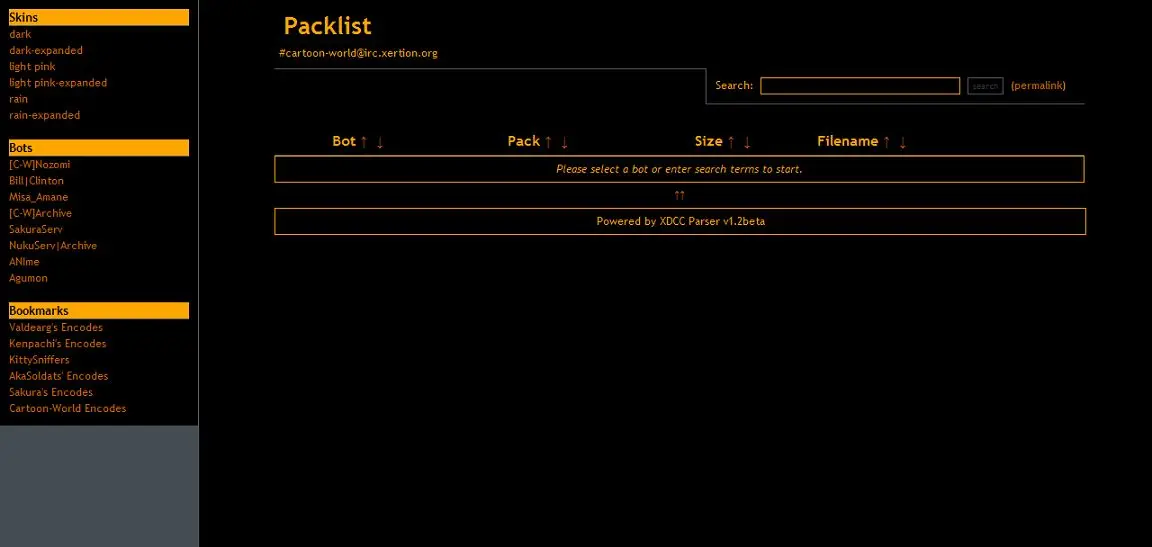 Skins
dark
dark-expanded
light pink
light pink-expanded
rain
rain-expanded
Bots
[C-W]Nozomi
Bill|Clinton
Misa_Amane
[C-W]Archive
SakuraServ
NukuServ|Archive
ANIme
Agumon
Bookmarks
Valdearg's Encodes
Kenpachi's Encodes
KittySniffers
AkaSoldats' Encodes
Sakura's Encodes
Cartoon-World Encodes
Packlist
#cartoon-world@irc.xertion.org
Search: search (permalink)
Bot ↑ ↓ Pack ↑ ↓ Size ↑ ↓ Filename ↑ ↓
Please select a bot or enter search terms to start.
↑↑
Powered by XDCC Parser v1.2beta